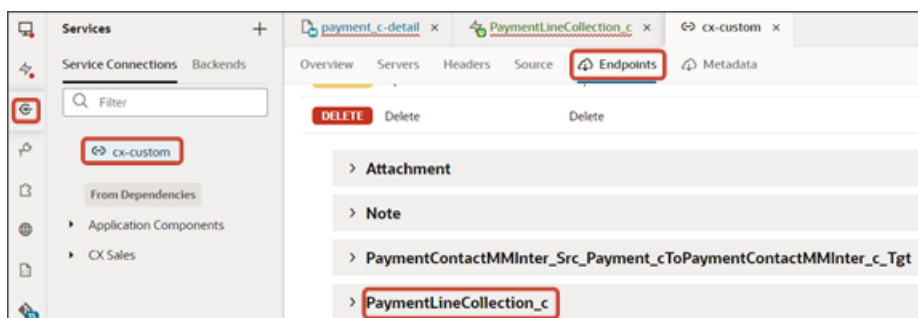 Services
+
payment_c-detail ×
PaymentLineCollection_c ×
cx-custom ×
Service Connections Backends
Overview Servers Headers Source Endpoints Metadata
Filter
DELETE Delete Delete
cx-custom
Attachment
From Dependencies
Note
Application Components
CX Sales
PaymentContactMMInter_Src_Payment_cToPaymentContactMMInter_c_Tgt
PaymentLineCollection_c